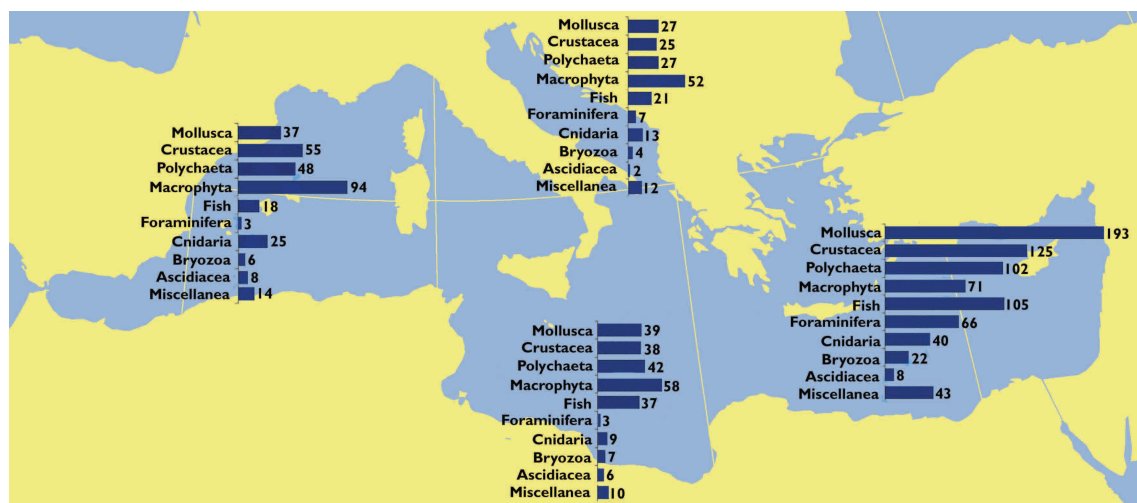 Mollusca 27
Crustacea 25
Polychaeta 27
Macrophyta 52
Fish 21
Foraminifera 7
Cnidaria 13
Bryozoa 4
Ascidiacea 2
Miscellanea 12
Mollusca 37
Crustacea 55
Polychaeta 48
Macrophyta 94
Fish 18
Foraminifera 3
Cnidaria 25
Bryozoa 6
Ascidiacea 8
Miscellanea 14
Mollusca 193
Crustacea 125
Polychaeta 102
Macrophyta 71
Fish 105
Foraminifera 66
Cnidaria 40
Bryozoa 22
Ascidiacea 8
Miscellanea 43
Mollusca 39
Crustacea 38
Polychaeta 42
Macrophyta 58
Fish 37
Foraminifera 3
Cnidaria 9
Bryozoa 7
Ascidiacea 6
Miscellanea 10